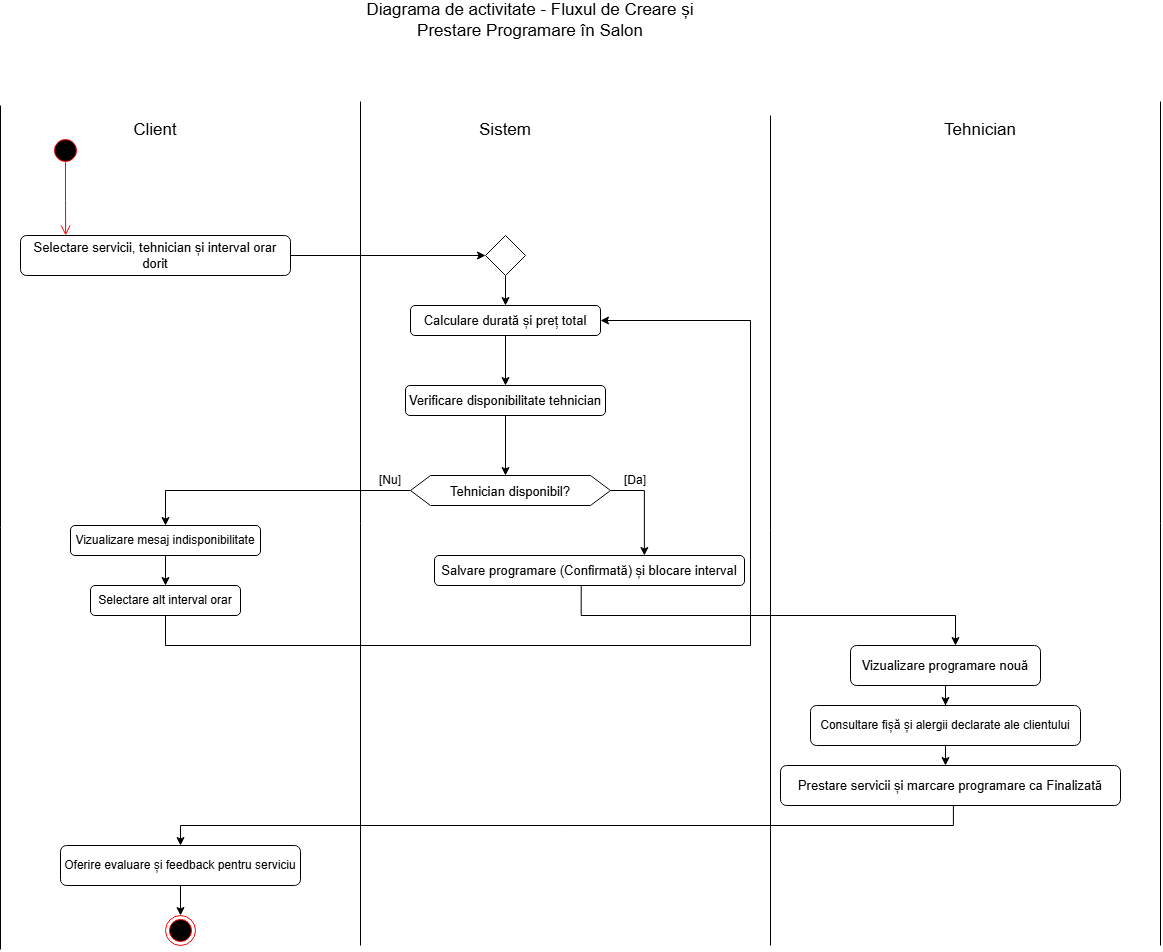 Diagrama de activitate - Fluxul de Creare și
Prestare Programare în Salon
Client
Sistem
Tehnician
Selectare servicii, tehnician și interval orar
dorit
Calculare durată și preț total
Verificare disponibilitate tehnician
[Nu]
Tehnician disponibil?
[Da]
Vizualizare mesaj indisponibilitate
Salvare programare (Confirmată) și blocare interval
Selectare alt interval orar
Vizualizare programare nouă
Consultare fișă și alergii declarate ale clientului
Prestare servicii și marcare programare ca Finalizată
Oferire evaluare și feedback pentru serviciu